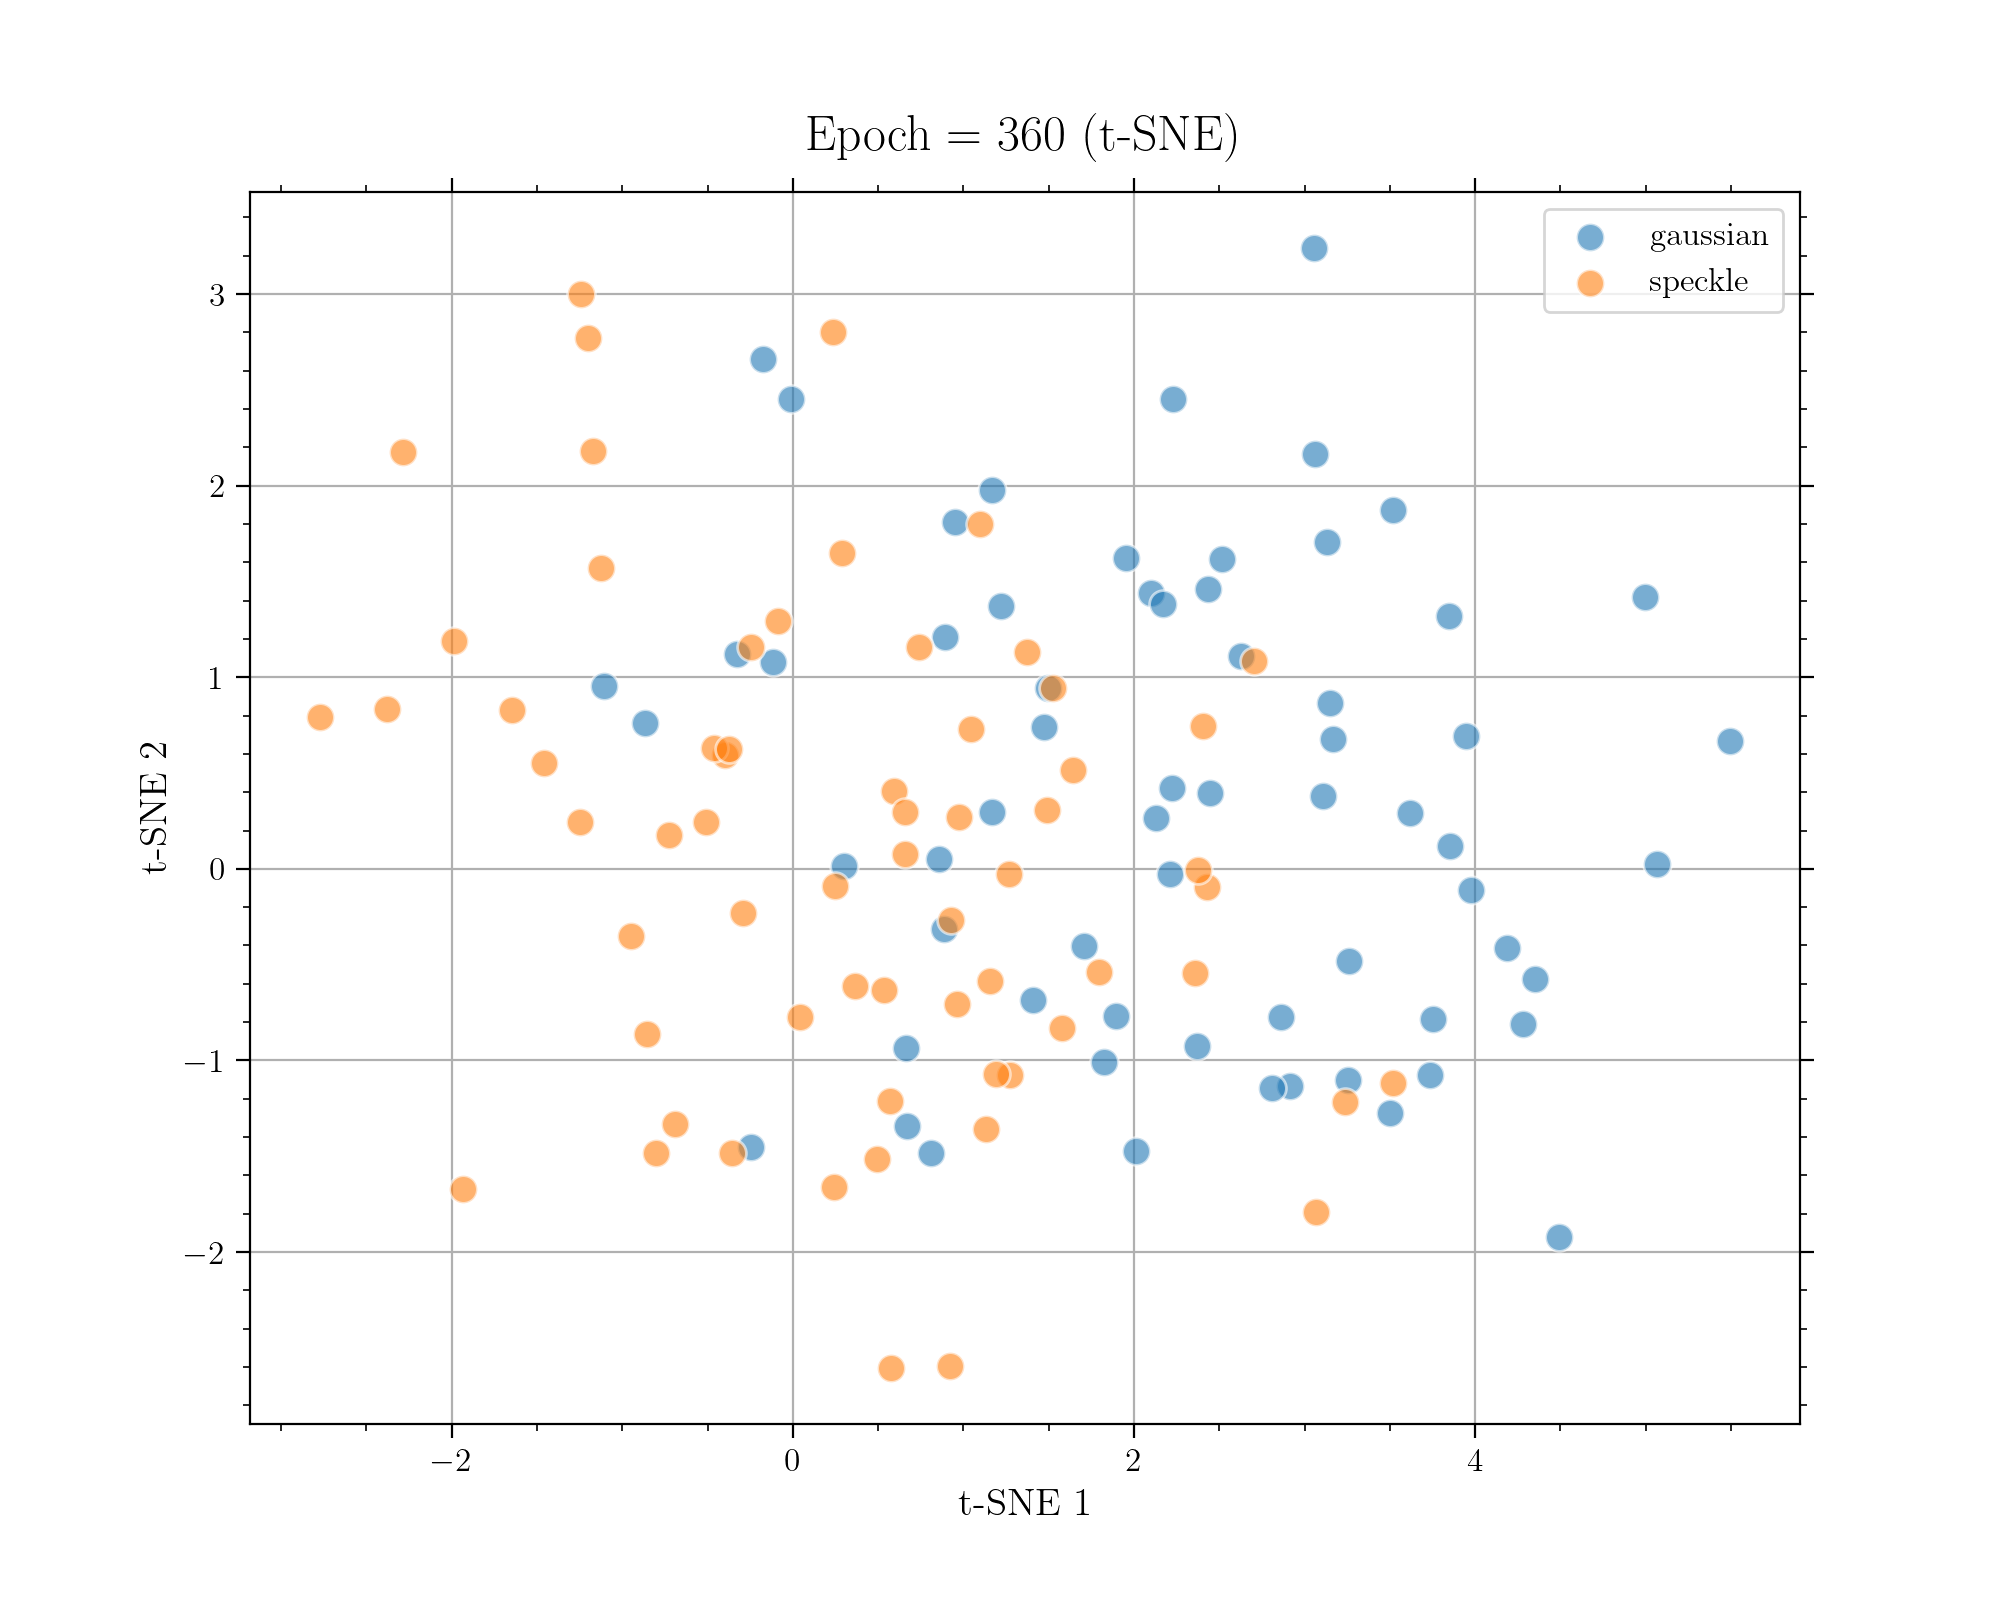 Epoch = 360 (t-SNE)
gaussian
speckle
3
2
1
0
−1
−2
t-SNE 2
−2
0
2
4
t-SNE 1